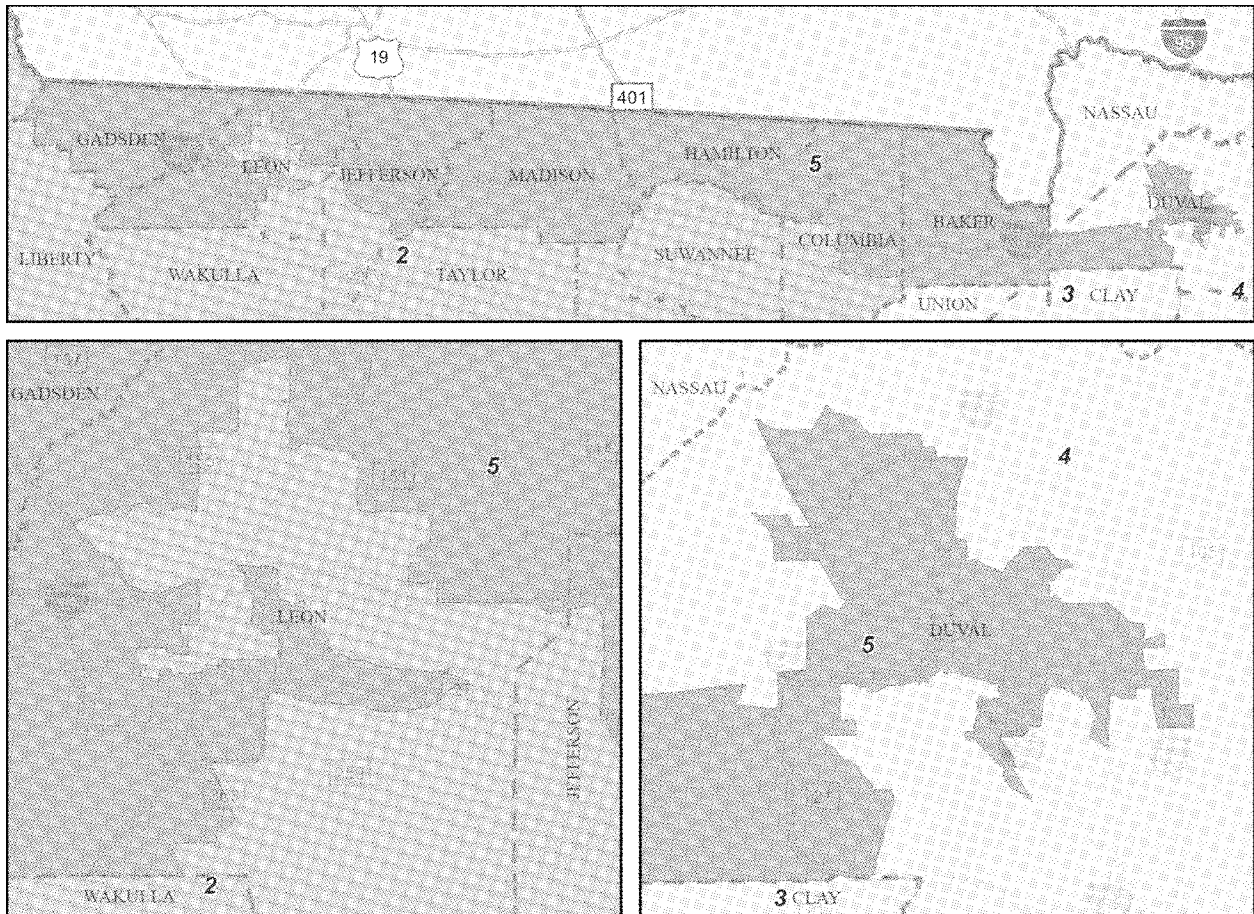 19
95
401
NASSAU
GADSDEN
LEON
JEFFERSON
MADISON
HAMILTON
5
DUVAL
BAKER
COLUMBIA
LIBERTY
WAKULLA
2
TAYLOR
SUWANNEE
UNION
3 CLAY
4
GADSDEN
5
LEON
JEFFERSON
WAKULLA
2
NASSAU
4
5
DUVAL
3 CLAY